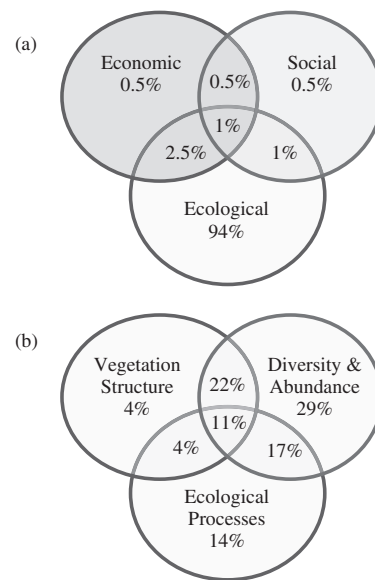 (a)
Economic
0.5%
0.5%
Social
0.5%
1%
2.5%
1%
Ecological
94%
(b)
Vegetation
Structure
4%
22%
Diversity &
Abundance
29%
11%
4%
17%
Ecological
Processes
14%